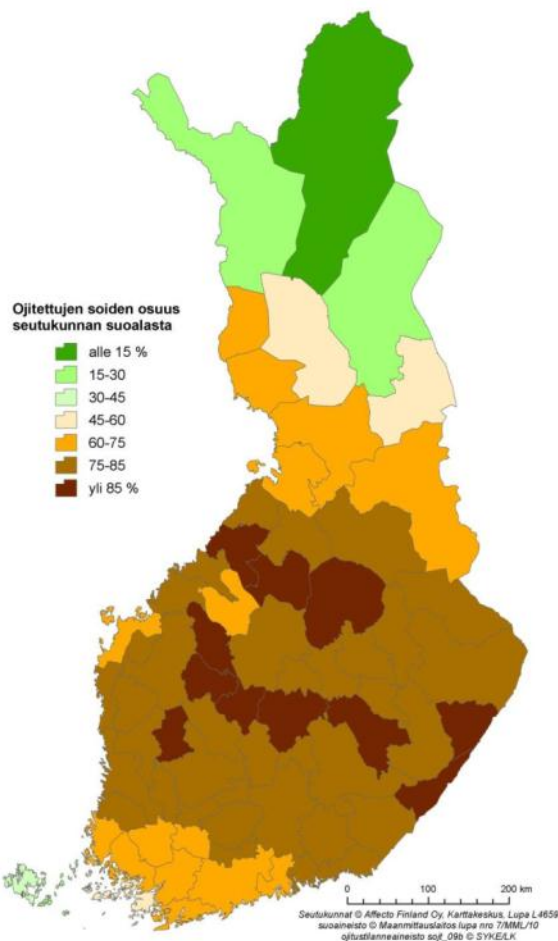 Ojitettujen soiden osuus
seutukunnan suoalasta
alle 15 %
15-30
30-45
45-60
60-75
75-85
yli 85 %
0 100 200 km
Seutukunnat © Affecto Finland Oy, Karttakeskus, Lupa L4659
suoaineisto © Maanmittauslaitos lupa nro 7/MML/10
ojitustilanneaineisto sojt_09b © SYKE/LK